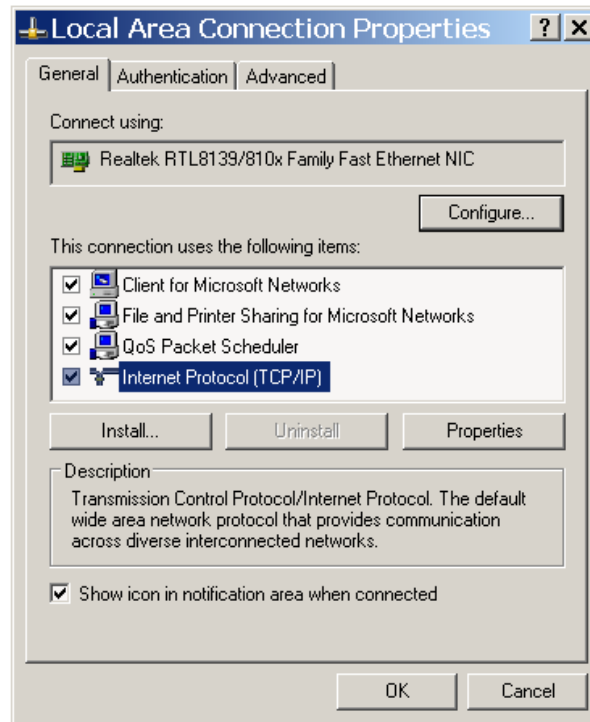 Local Area Connection Properties ? X
General Authentication Advanced
Connect using:
Realtek RTL8139/810x Family Fast Ethernet NIC
Configure...
This connection uses the following items:
Client for Microsoft Networks
File and Printer Sharing for Microsoft Networks
QoS Packet Scheduler
Internet Protocol (TCP/IP)
Install... Uninstall Properties
Description
Transmission Control Protocol/Internet Protocol. The default
wide area network protocol that provides communication
across diverse interconnected networks.
Show icon in notification area when connected
OK Cancel